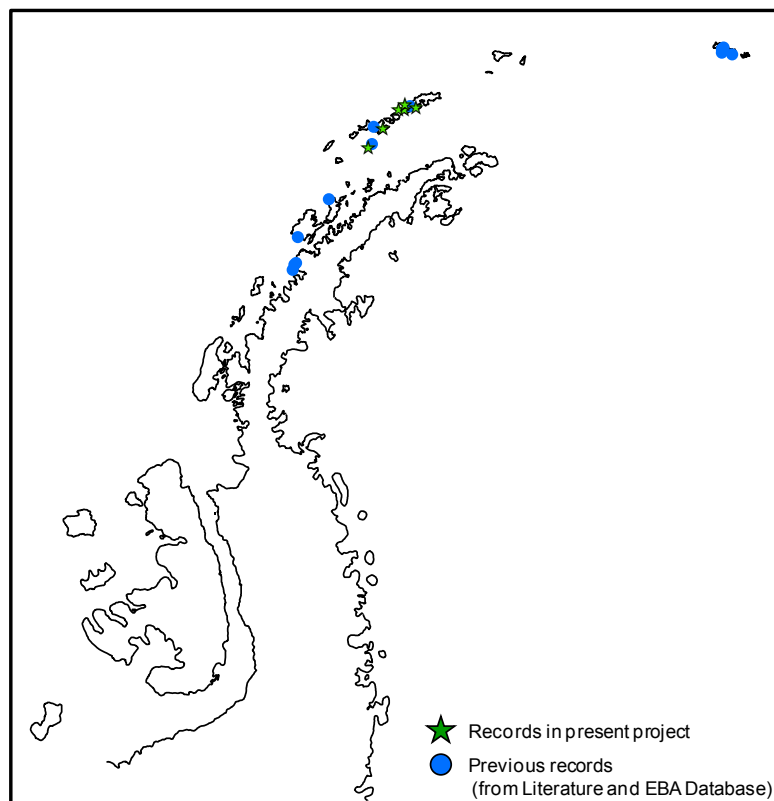 Records in present project
Previous records
(from Literature and EBA Database)